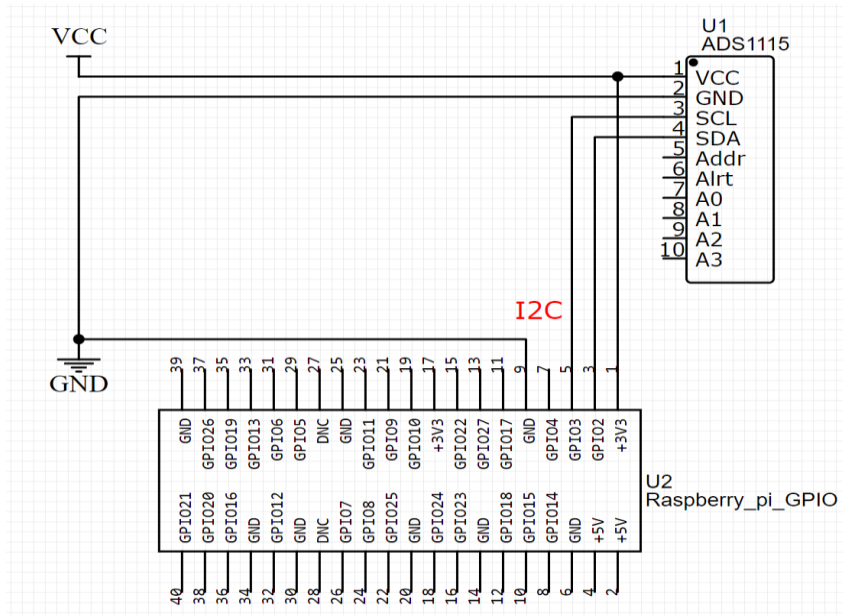 VCC
U1
ADS1115
1 VCC
2 GND
3 SCL
4 SDA
5 Addr
6 Alrt
7 A0
8 A1
9 A2
10 A3
I2C
GND
39 37 35 33 31 29 27 25 23 21 19 17 15 13 11 9 7 5 3 1
GND GPIO26 GPIO19 GPIO13 GPIO6 GPIO5 DNC GND GPIO11 GPIO9 GPIO10 +3V3 GPIO22 GPIO27 GPIO17 GND GPIO4 GPIO3 GPIO2 +3V3
U2
Raspberry_pi_GPIO
GPIO21 GPIO20 GPIO16 GND GPIO12 GND DNC GPIO7 GPIO8 GPIO25 GND GPIO24 GPIO23 GND GPIO18 GPIO15 GPIO14 GND +5V +5V
40 38 36 34 32 30 28 26 24 22 20 18 16 14 12 10 8 6 4 2